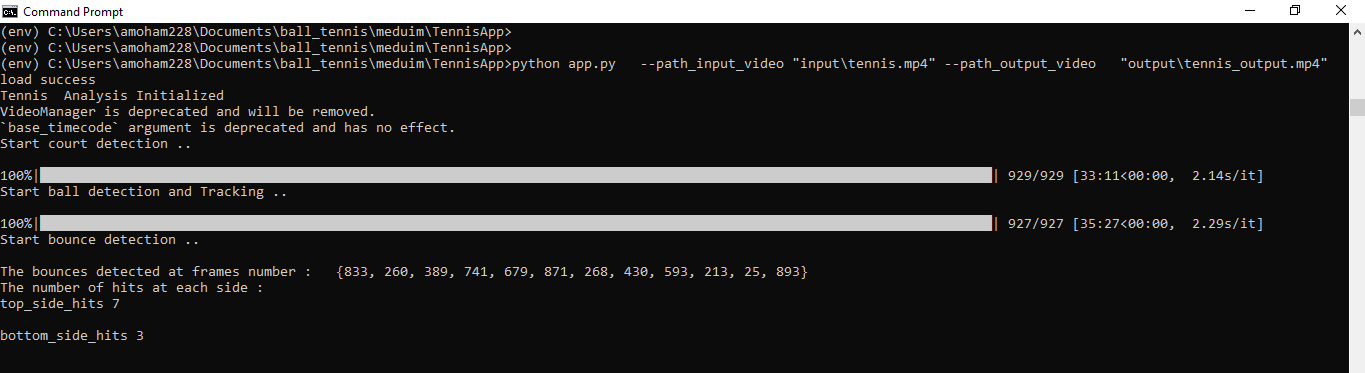 Command Prompt
(env) C:\Users\amoham228\Documents\ball_tennis\meduim\TennisApp>
(env) C:\Users\amoham228\Documents\ball_tennis\meduim\TennisApp>
(env) C:\Users\amoham228\Documents\ball_tennis\meduim\TennisApp>python app.py   --path_input_video "input\tennis.mp4" --path_output_video   "output\tennis_output.mp4"
load success
Tennis  Analysis Initialized
VideoManager is deprecated and will be removed.
`base_timecode` argument is deprecated and has no effect.
Start court detection ..
100%|██████████| 929/929 [33:11<00:00,  2.14s/it]
Start ball detection and Tracking ..
100%|██████████| 927/927 [35:27<00:00,  2.29s/it]
Start bounce detection ..
The bounces detected at frames number :   {833, 260, 389, 741, 679, 871, 268, 430, 593, 213, 25, 893}
The number of hits at each side :
top_side_hits 7
bottom_side_hits 3